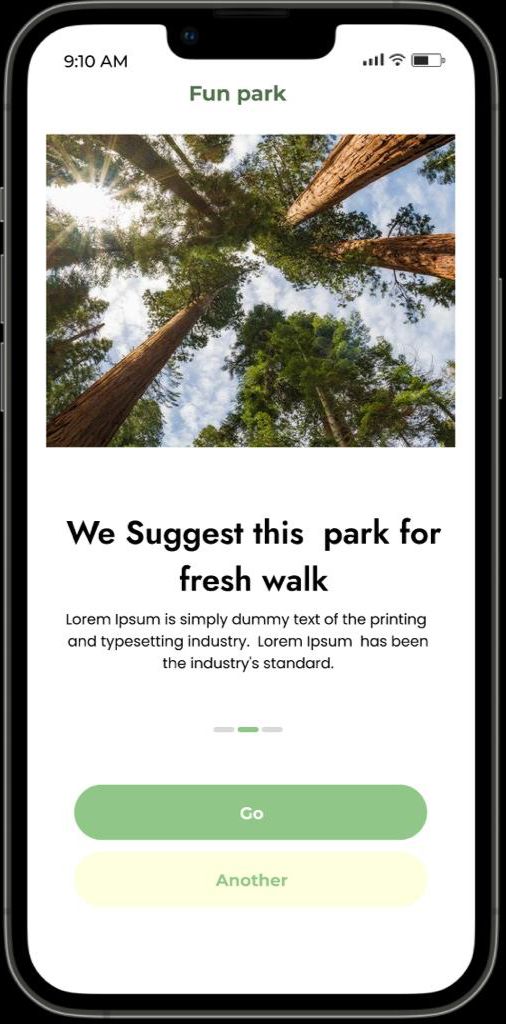 9:10 AM
Fun park
We Suggest this  park for
fresh walk
Lorem Ipsum is simply dummy text of the printing
and typesetting industry.  Lorem Ipsum  has been
the industry's standard.
Go
Another